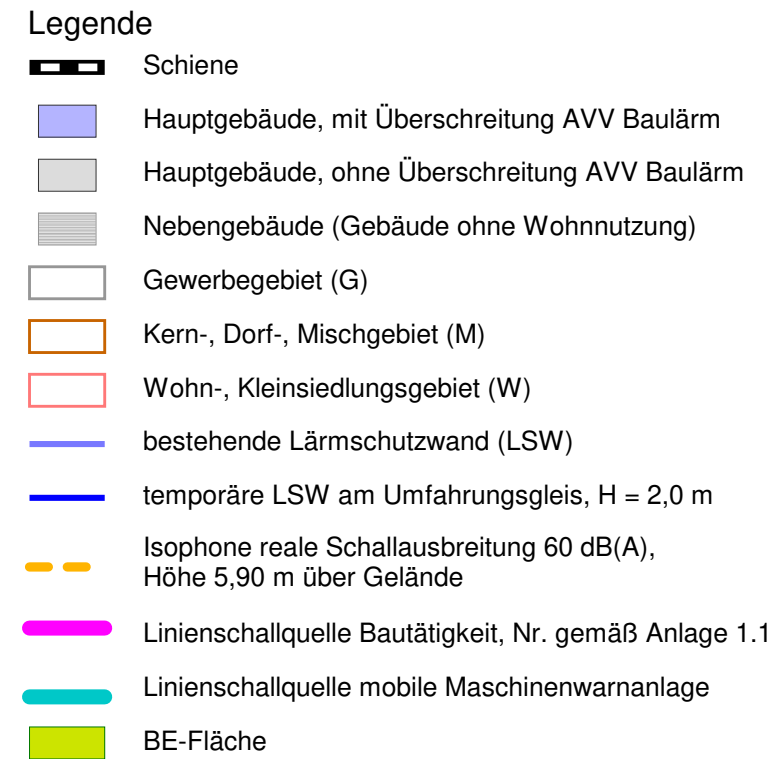 Legende
Schiene
Hauptgebäude, mit Überschreitung AVV Baulärm
Hauptgebäude, ohne Überschreitung AVV Baulärm
Nebengebäude (Gebäude ohne Wohnnutzung)
Gewerbegebiet (G)
Kern-, Dorf-, Mischgebiet (M)
Wohn-, Kleinsiedlungsgebiet (W)
bestehende Lärmschutzwand (LSW)
temporäre LSW am Umfahrungsgleis, H = 2,0 m
Isophone reale Schallausbreitung 60 dB(A),
Höhe 5,90 m über Gelände
Linienschallquelle Bautätigkeit, Nr. gemäß Anlage 1.1
Linienschallquelle mobile Maschinenwarnanlage
BE-Fläche